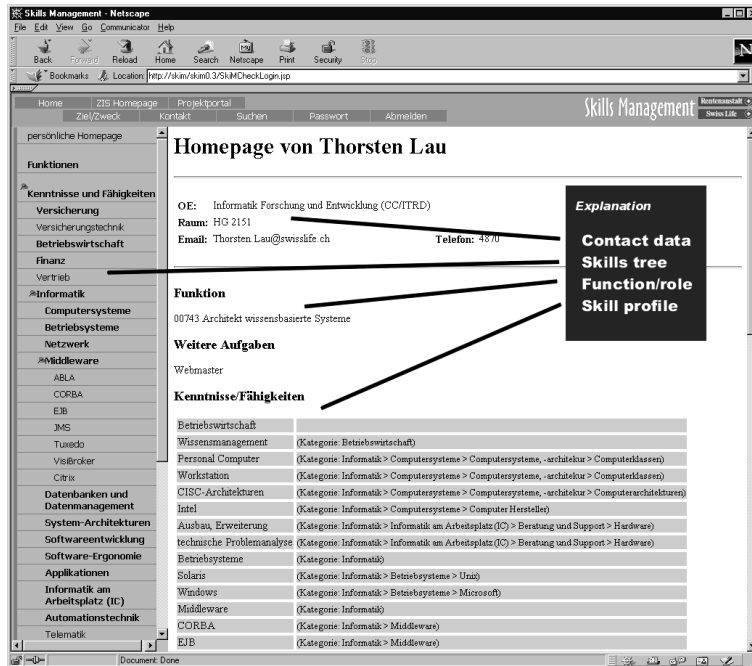 Skills Management - Netscape
File Edit View Go Communicator Help
Back Forward Reload Home Search Netscape Print Security Stop
Bookmarks Location: http://skim/skim0.3/SkiMCheckLogin.jsp
Home ZIS Homepage Projektportal
Ziel/Zweck Kontakt Suchen Passwort Abmelden
Skills Management
Rentenanstalt
Swiss Life
persönliche Homepage
Funktionen
Kenntnisse und Fähigkeiten
Versicherung
Versicherungstechnik
Betriebswirtschaft
Finanz
Vertrieb
Informatik
Computersysteme
Betriebsysteme
Netzwerk
Middleware
ABLA
CORBA
EJB
JMS
Tuxedo
VisiBroker
Citrix
Datenbanken und
Datenmanagement
System-Architekturen
Softwareentwicklung
Software-Ergonomie
Applikationen
Informatik am
Arbeitsplatz (IC)
Automationstechnik
Telematik
Homepage von Thorsten Lau
OE: Informatik Forschung und Entwicklung (CC/ITRD)
Raum: HG 2151
Email: Thorsten.Lau@swisslife.ch Telefon: 4870
Funktion
00743 Architekt wissensbasierte Systeme
Weitere Aufgaben
Webmaster
Kenntnisse/Fähigkeiten
Betriebswirtschaft
Wissensmanagement (Kategorie: Betriebswirtschaft)
Personal Computer (Kategorie: Informatik > Computersysteme > Computersysteme, -architekur > Computerklassen)
Workstation (Kategorie: Informatik > Computersysteme > Computersysteme, -architekur > Computerklassen)
CISC-Architekturen (Kategorie: Informatik > Computersysteme > Computersysteme, -architekur > Computerarchitekturen)
Intel (Kategorie: Informatik > Computersysteme > Computer Hersteller)
Ausbau, Erweiterung (Kategorie: Informatik > Informatik am Arbeitsplatz (IC) > Beratung und Support > Hardware)
technische Problemanalyse (Kategorie: Informatik > Informatik am Arbeitsplatz (IC) > Beratung und Support > Hardware)
Betriebsysteme (Kategorie: Informatik)
Solaris (Kategorie: Informatik > Betriebsysteme > Unix)
Windows (Kategorie: Informatik > Betriebsysteme > Microsoft)
Middleware (Kategorie: Informatik)
CORBA (Kategorie: Informatik > Middleware)
EJB (Kategorie: Informatik > Middleware)
Explanation
Contact data
Skills tree
Function/role
Skill profile
Document: Done